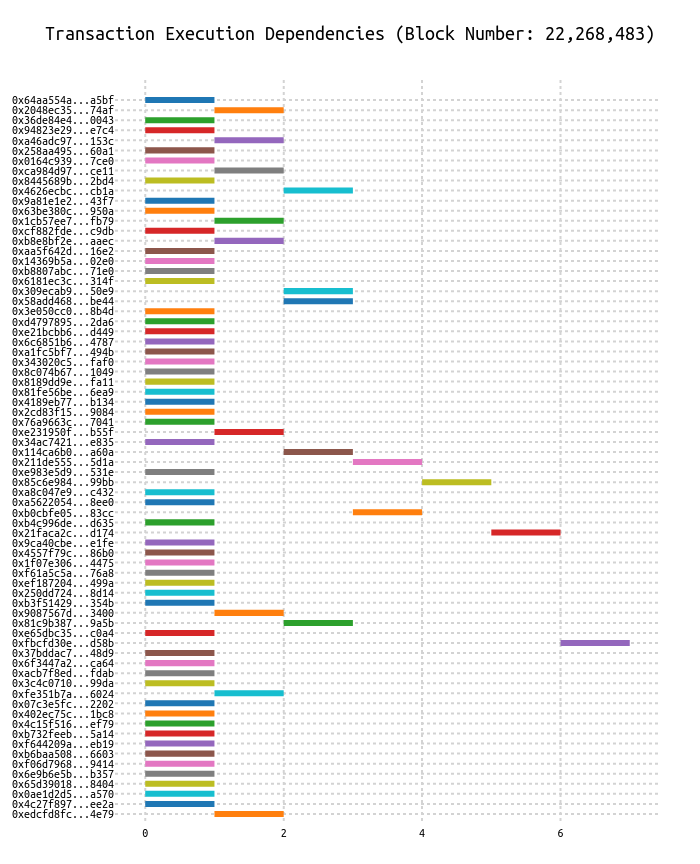 Transaction Execution Dependencies (Block Number: 22,268,483)
0x64aa554a...a5bf
0x2048ec35...74af
0x36de84e4...0043
0x94823e29...e7c4
0xa46adc97...153c
0x258aa495...60a1
0x0164c939...7ce0
0xca984d97...ce11
0x8445689b...2bd4
0x4626ecbc...cb1a
0x9a81e1e2...43f7
0x63be380c...950a
0x1cb57ee7...fb79
0xcf882fde...c9db
0xb8e8bf2e...aaec
0xaa5f642d...16e2
0x14369b5a...02e0
0xb8807abc...71e0
0x6181ec3c...314f
0x309ecab9...50e9
0x58add468...be44
0x3e050cc0...8b4d
0xd4797895...2da6
0xe21bcbb6...d449
0x6c6851b6...4787
0xa1fc5bf7...494b
0x343020c5...faf0
0x8c074b67...1049
0x8189dd9e...fa11
0x81fe56be...6ea9
0x4189eb77...b134
0x2cd83f15...9084
0x76a9663c...7041
0xe231950f...b55f
0x34ac7421...e835
0x114ca6b0...a60a
0x211de555...5d1a
0xe983e5d9...531e
0x85c6e984...99bb
0xa8c047e9...c432
0xa5622054...8ee0
0xb0cbfe05...83cc
0xb4c996de...d635
0x21faca2c...d174
0x9ca40cbe...e1fe
0x4557f79c...86b0
0x1f07e306...4475
0xf61a5c5a...76a8
0xef187204...499a
0x250dd724...8d14
0xb3f51429...354b
0x9087567d...3400
0x81c9b387...9a5b
0xe65dbc35...c0a4
0xfbcfd30e...d58b
0x37bddac7...48d9
0x6f3447a2...ca64
0xacb7f8ed...fdab
0x3c4c0710...99da
0xfe351b7a...6024
0x07c3e5fc...2202
0x402ec75c...1bc8
0x4c15f516...ef79
0xb732feeb...5a14
0xf644209a...eb19
0xb6baa508...6603
0xf06d7968...9414
0x6e9b6e5b...b357
0x65d39018...8404
0x0ae1d2d5...a570
0x4c27f897...ee2a
0xedcfd8fc...4e79
0 2 4 6